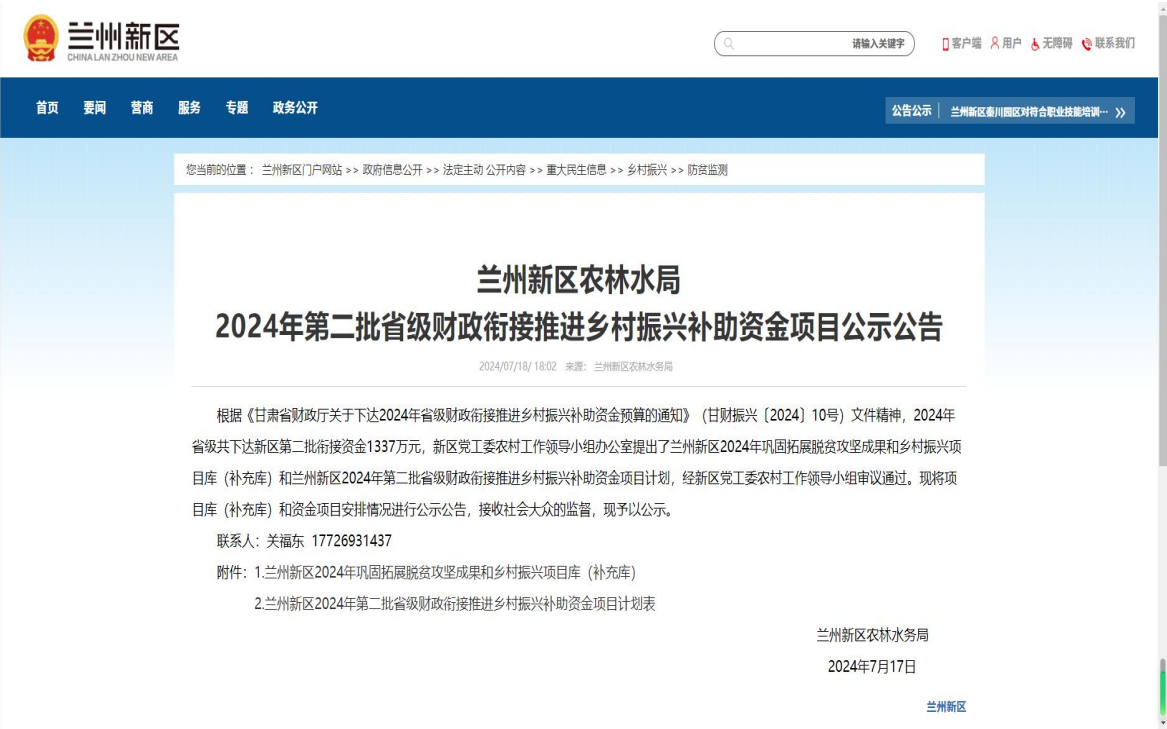 兰州新区
CHINA LAN ZHOU NEW AREA
请输入关键字
客户端 用户 无障碍 联系我们
首页 要闻 营商 服务 专题 政务公开
公告公示 兰州新区秦川园区对符合职业技能培训…
您当前的位置： 兰州新区门户网站 >> 政府信息公开 >> 法定主动 公开内容 >> 重大民生信息 >> 乡村振兴 >> 防贫监测
兰州新区农林水局
2024年第二批省级财政衔接推进乡村振兴补助资金项目公示公告
2024/07/18/ 18:02 来源： 兰州新区农林水务局
根据《甘肃省财政厅关于下达2024年省级财政衔接推进乡村振兴补助资金预算的通知》（甘财振兴〔2024〕10号）文件精神，2024年
省级共下达新区第二批衔接资金1337万元，新区党工委农村工作领导小组办公室提出了兰州新区2024年巩固拓展脱贫攻坚成果和乡村振兴项
目库（补充库）和兰州新区2024年第二批省级财政衔接推进乡村振兴补助资金项目计划，经新区党工委农村工作领导小组审议通过。现将项
目库（补充库）和资金项目安排情况进行公示公告，接收社会大众的监督，现予以公示。
联系人：关福东 17726931437
附件：1.兰州新区2024年巩固拓展脱贫攻坚成果和乡村振兴项目库（补充库）
2.兰州新区2024年第二批省级财政衔接推进乡村振兴补助资金项目计划表
兰州新区农林水务局
2024年7月17日
兰州新区